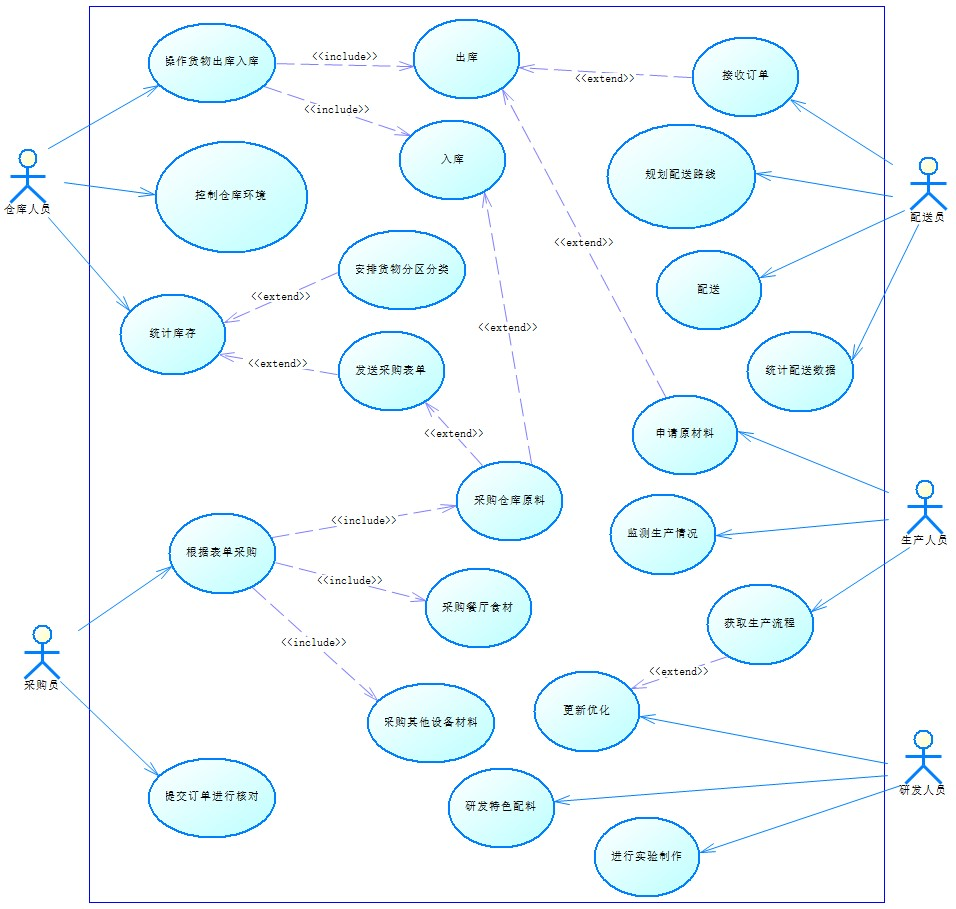 操作货物出库入库
<<include>>
出库
<<extend>>
接收订单
<<include>>
入库
规划配送路线
仓库人员
控制仓库环境
配送员
<<extend>>
安排货物分区分类
<<extend>>
配送
统计库存
<<extend>>
<<extend>>
发送采购表单
统计配送数据
<<extend>>
申请原材料
采购仓库原料
<<include>>
监测生产情况
生产人员
根据表单采购
<<include>>
采购餐厅食材
获取生产流程
<<include>>
<<extend>>
采购员
更新优化
采购其他设备材料
研发人员
提交订单进行核对
研发特色配料
进行实验制作